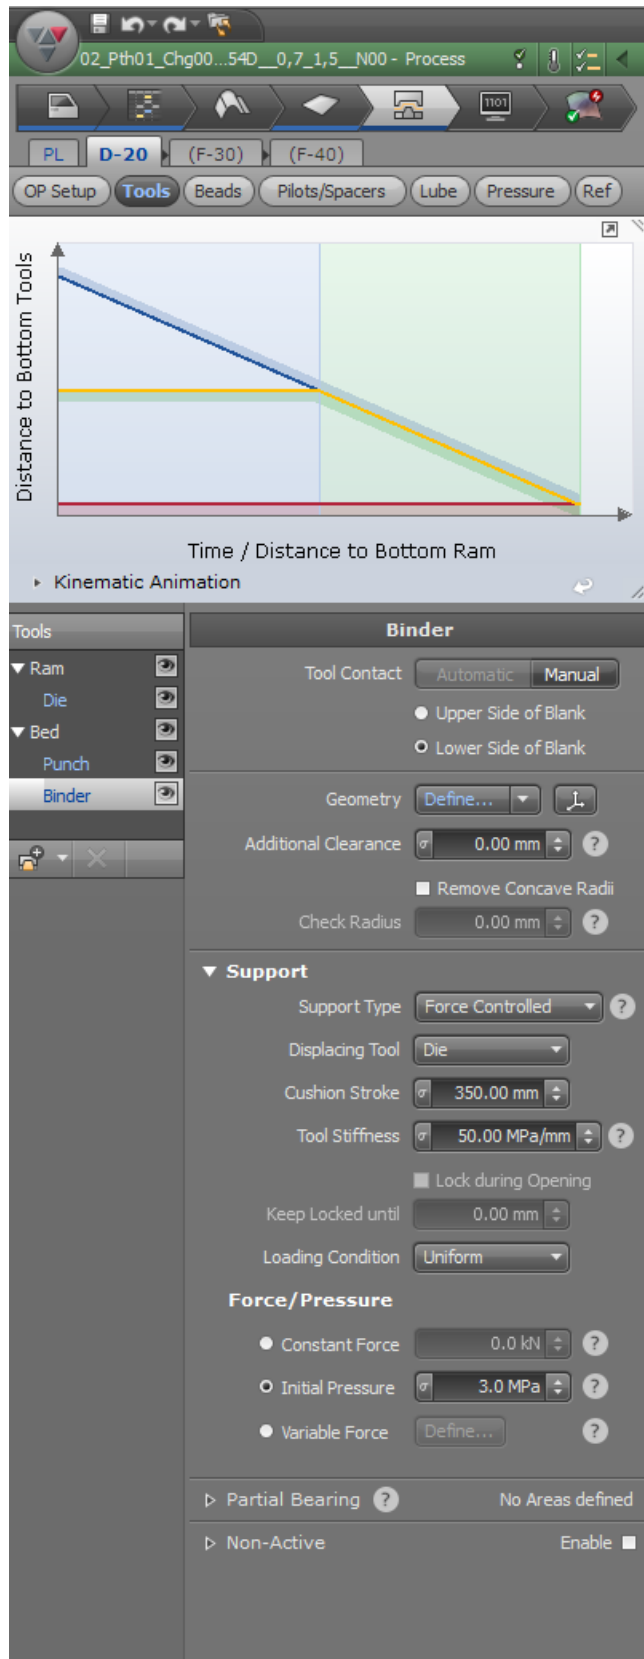 02_Pth01_Chg00...54D__0,7_1,5__N00 - Process
1101
PL D-20 (F-30) (F-40)
OP Setup Tools Beads Pilots/Spacers Lube Pressure Ref
Distance to Bottom Tools
Time / Distance to Bottom Ram
Kinematic Animation
Tools
Binder
Ram
Die
Bed
Punch
Binder
Tool Contact Automatic Manual
Upper Side of Blank
Lower Side of Blank
Geometry Define...
Additional Clearance σ 0.00 mm ?
Remove Concave Radii
Check Radius 0.00 mm ?
Support
Support Type Force Controlled ?
Displacing Tool Die
Cushion Stroke σ 350.00 mm
Tool Stiffness σ 50.00 MPa/mm ?
Lock during Opening
Keep Locked until 0.00 mm
Loading Condition Uniform
Force/Pressure
Constant Force 0.0 kN ?
Initial Pressure σ 3.0 MPa ?
Variable Force Define... ?
Partial Bearing ? No Areas defined
Non-Active Enable